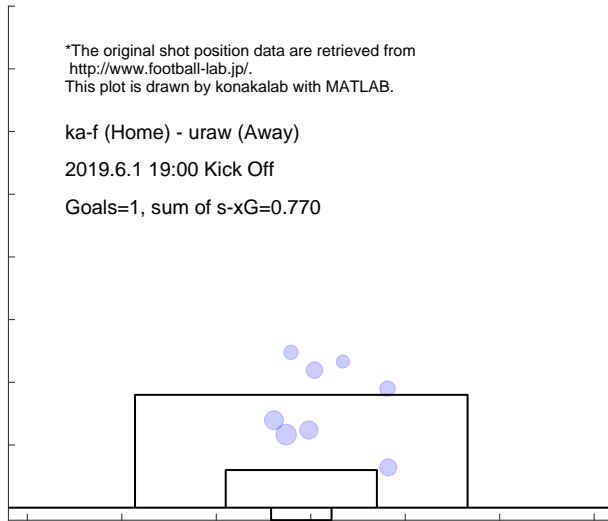 *The original shot position data are retrieved from
http://www.football-lab.jp/.
This plot is drawn by konakalab with MATLAB.
ka-f (Home) - uraw (Away)
2019.6.1 19:00 Kick Off
Goals=1, sum of s-xG=0.770